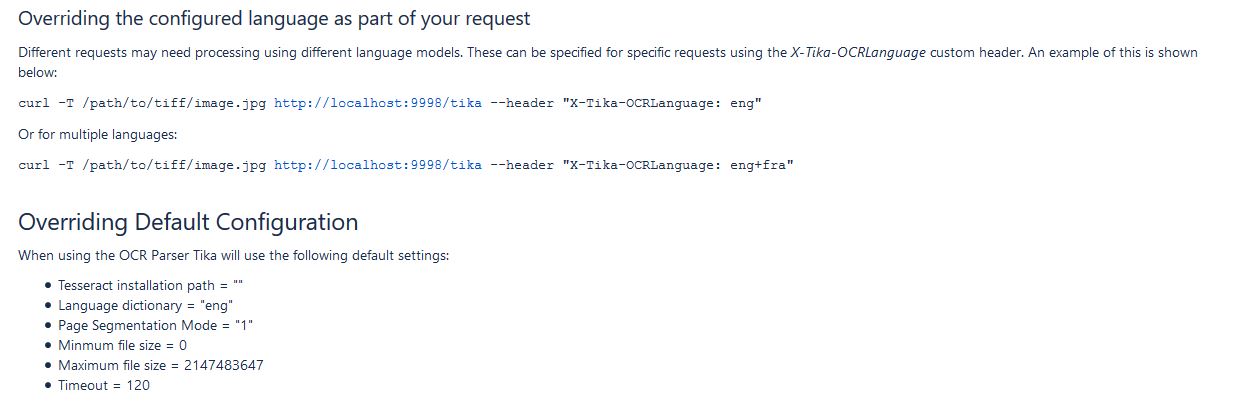 Overriding the configured language as part of your request
Different requests may need processing using different language models. These can be specified for specific requests using the X-Tika-OCRLanguage custom header. An example of this is shown
below:
curl -T /path/to/tiff/image.jpg http://localhost:9998/tika --header "X-Tika-OCRLanguage: eng"
Or for multiple languages:
curl -T /path/to/tiff/image.jpg http://localhost:9998/tika --header "X-Tika-OCRLanguage: eng+fra"
Overriding Default Configuration
When using the OCR Parser Tika will use the following default settings:
• Tesseract installation path = ""
• Language dictionary = "eng"
• Page Segmentation Mode = "1"
• Minmum file size = 0
• Maximum file size = 2147483647
• Timeout = 120